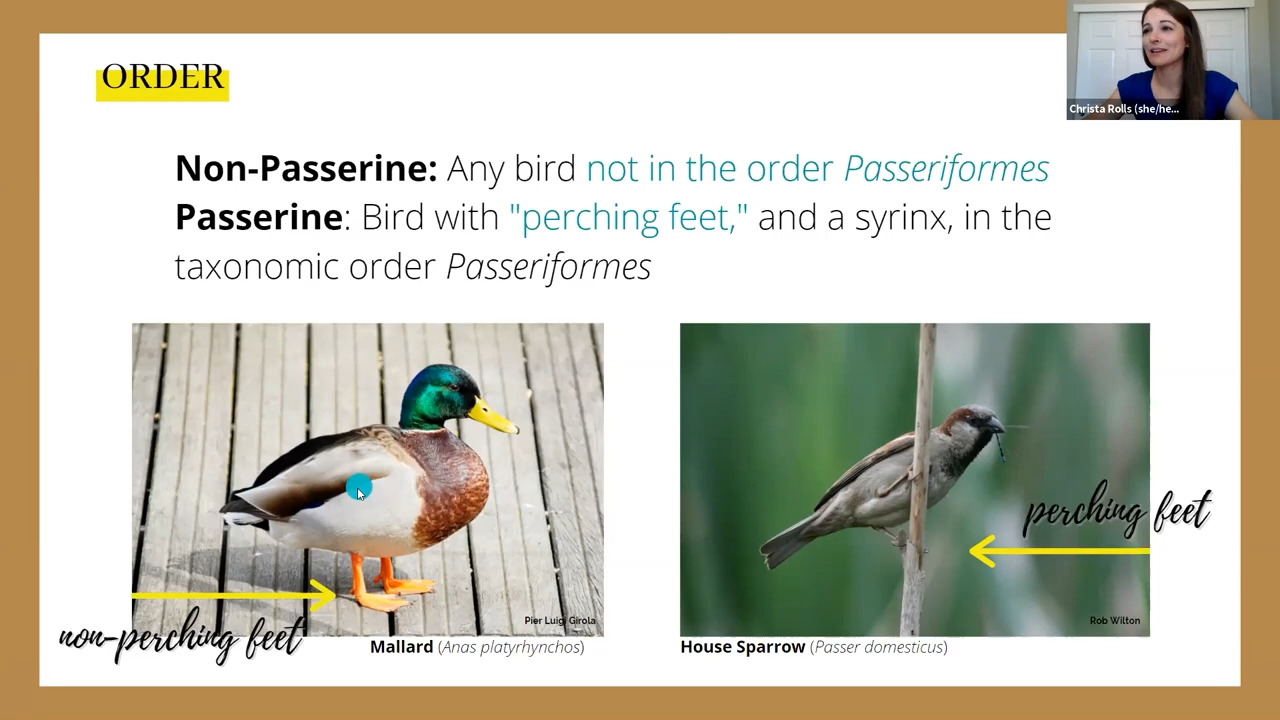 ORDER
Christa Rolls (she/he...
Non-Passerine: Any bird not in the order Passeriformes
Passerine: Bird with "perching feet," and a syrinx, in the
taxonomic order Passeriformes
perching feet
non-perching feet
Pier Luigi Girola
Rob Wilton
Mallard (Anas platyrhynchos)
House Sparrow (Passer domesticus)